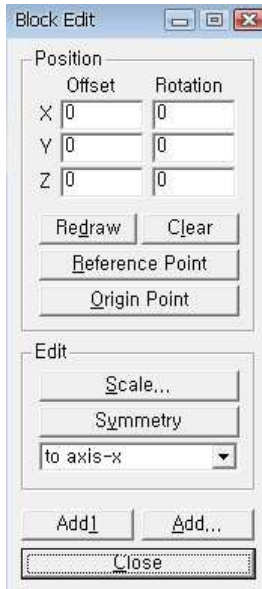 Block Edit
Position
Offset Rotation
X 0 0
Y 0 0
Z 0 0
Redraw Clear
Reference Point
Origin Point
Edit
Scale...
Symmetry
to axis-x
Add1 Add...
Close